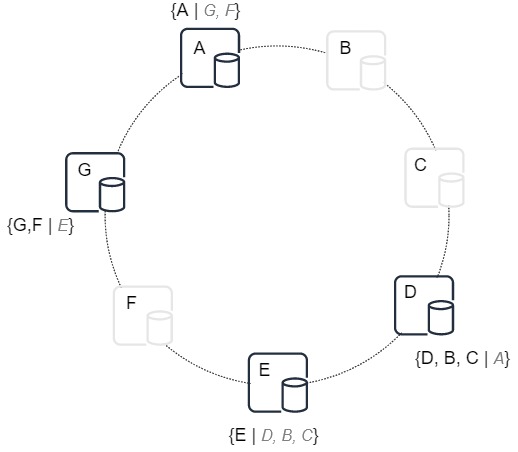 {A | G, F}
A
B
G
C
{G,F | E}
D
F
{D, B, C | A}
E
{E | D, B, C}